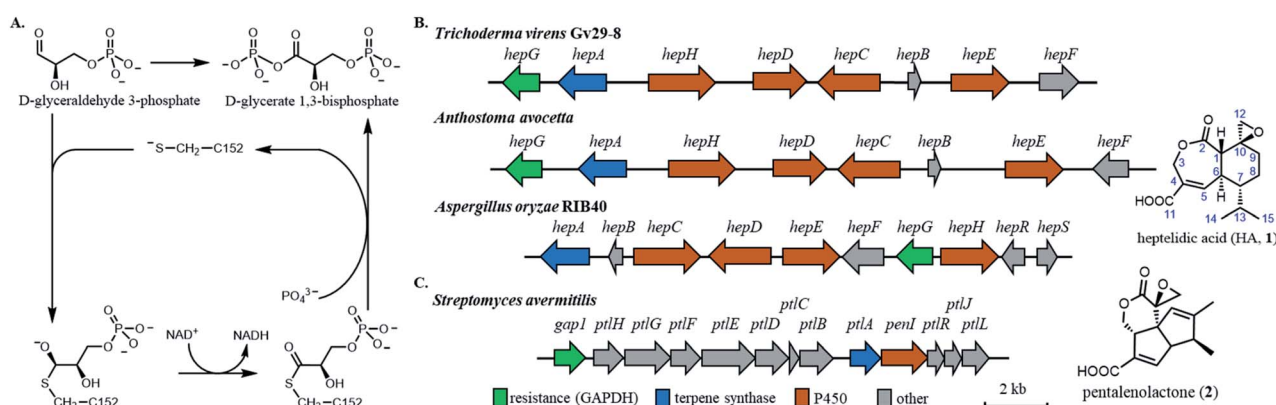 A.
D-glyceraldehyde 3-phosphate
D-glycerate 1,3-bisphosphate
⁻S—CH₂—C152
PO₄³⁻
NAD⁺
NADH
CH₂—C152
CH₂—C152
B.
Trichoderma virens Gv29-8
hepG hepA hepH hepD hepC hepB hepE hepF
Anthostoma avocetta
hepG hepA hepH hepD hepC hepB hepE hepF
Aspergillus oryzae RIB40
hepA hepB hepC hepD hepE hepF hepG hepH hepR hepS
heptelidic acid (HA, 1)
C.
Streptomyces avermitilis
ptlC ptlJ
gap1 ptlH ptlG ptlF ptlE ptlD ptlB ptlA penI ptlR ptlL
resistance (GAPDH) terpene synthase P450 other
2 kb
HOOC
pentalenolactone (2)